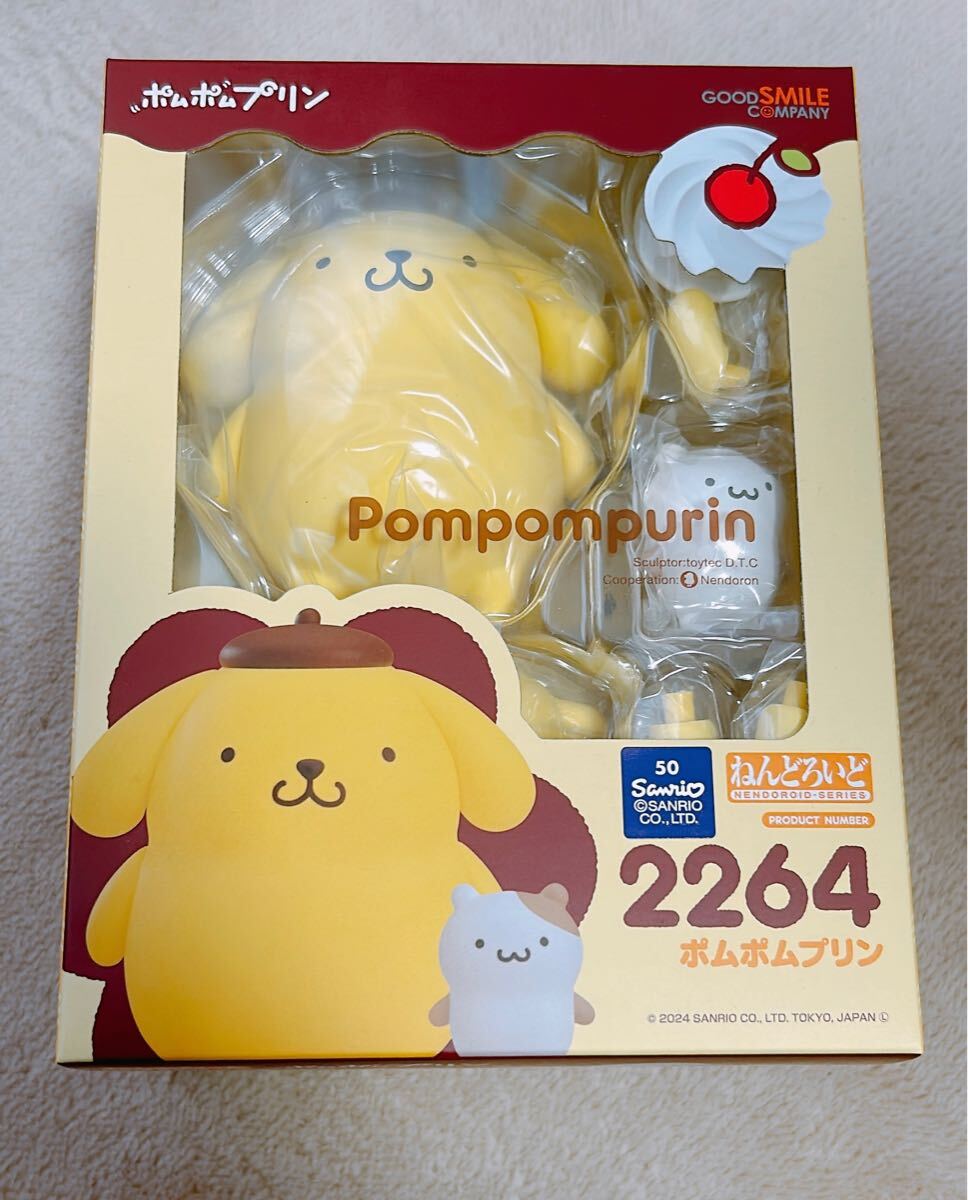 ポムポムプリン
GOOD SMILE
COMPANY
Pompompurin
Sculptor:toytec D.T.C
Cooperation: Nendoron
50
Sanrio
©SANRIO
CO., LTD.
ねんどろいど
NENDOROID-SERIES
PRODUCT NUMBER
2264
ポムポムプリン
© 2024 SANRIO CO., LTD. TOKYO, JAPAN Ⓛ